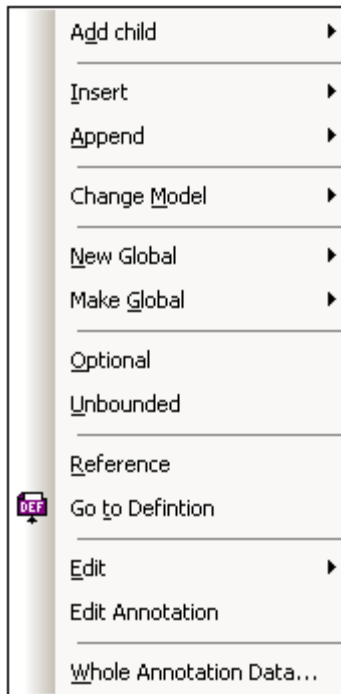 Add child
Insert
Append
Change Model
New Global
Make Global
Optional
Unbounded
Reference
DEF Go to Defintion
Edit
Edit Annotation
Whole Annotation Data...